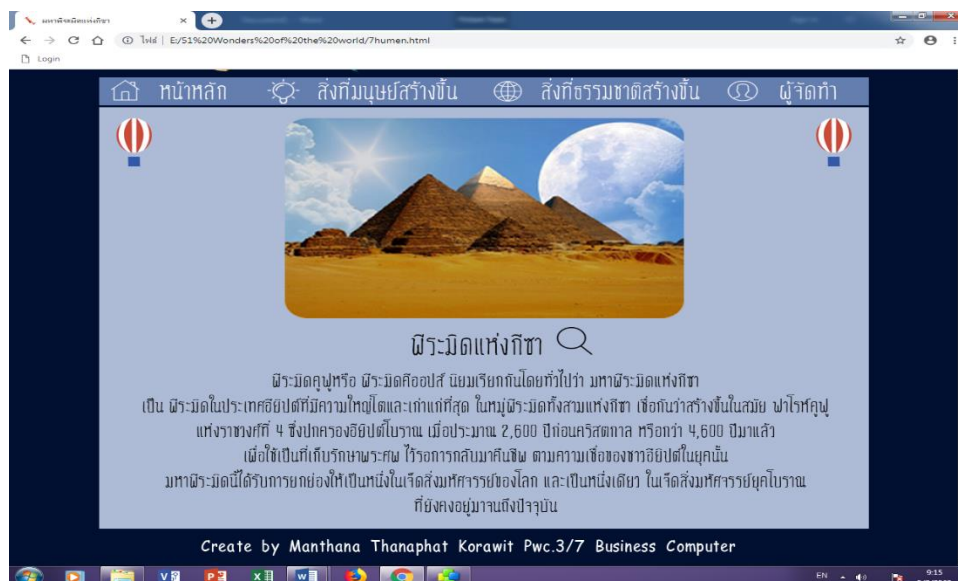 มหาพีระมิดแห่งกีซา
ไฟล์ | E:/51%20Wonders%20of%20the%20world/7humen.html
Login
หน้าหลัก สิ่งที่มนุษย์สร้างขึ้น สิ่งที่ธรรมชาติสร้างขึ้น ผู้จัดทำ
พีระมิดแห่งกีซา
พีระมิดคูฟูหรือ พีระมิดคีออปส์ นิยมเรียกกันโดยทั่วไปว่า มหาพีระมิดแห่งกีซา
เป็น พีระมิดในประเทศอียิปต์ที่มีความใหญ่โตและเก่าแก่ที่สุด ในหมู่พีระมิดทั้งสามแห่งกีซา เชื่อกันว่าสร้างขึ้นในสมัย ฟาโรห์คูฟู
แห่งราชวงศ์ที่ 4 ซึ่งปกครองอียิปต์โบราณ เมื่อประมาณ 2,600 ปีก่อนคริสตกาล หรือกว่า 4,600 ปีมาแล้ว
เพื่อใช้เป็นที่เก็บรักษาพระศพ ไว้รอการกลับมาคืนชีพ ตามความเชื่อของชาวอียิปต์ในยุคนั้น
มหาพีระมิดนี้ได้รับการยกย่องให้เป็นหนึ่งในเจ็ดสิ่งมหัศจรรย์ของโลก และเป็นหนึ่งเดียว ในเจ็ดสิ่งมหัศจรรย์ยุคโบราณ
ที่ยังคงอยู่มาจนถึงปัจจุบัน
Create by Manthana Thanaphat Korawit Pwc.3/7 Business Computer
EN 9:15